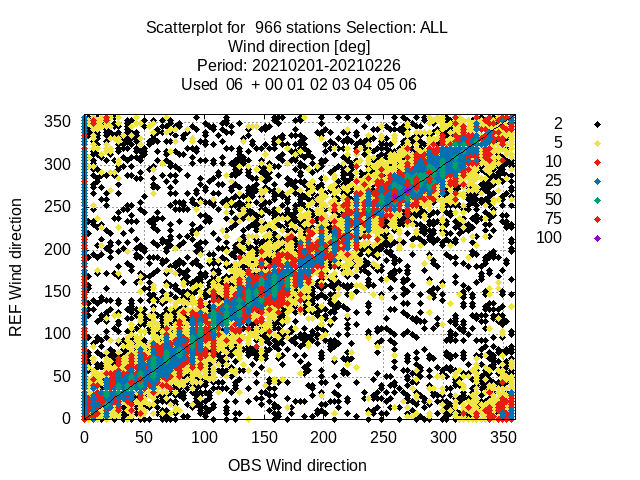 Scatterplot for  966 stations Selection: ALL
Wind direction [deg]
Period: 20210201-20210226
Used  06  + 00 01 02 03 04 05 06
REF Wind direction
350
300
250
200
150
100
50
0
0 50 100 150 200 250 300 350
OBS Wind direction
2
5
10
25
50
75
100